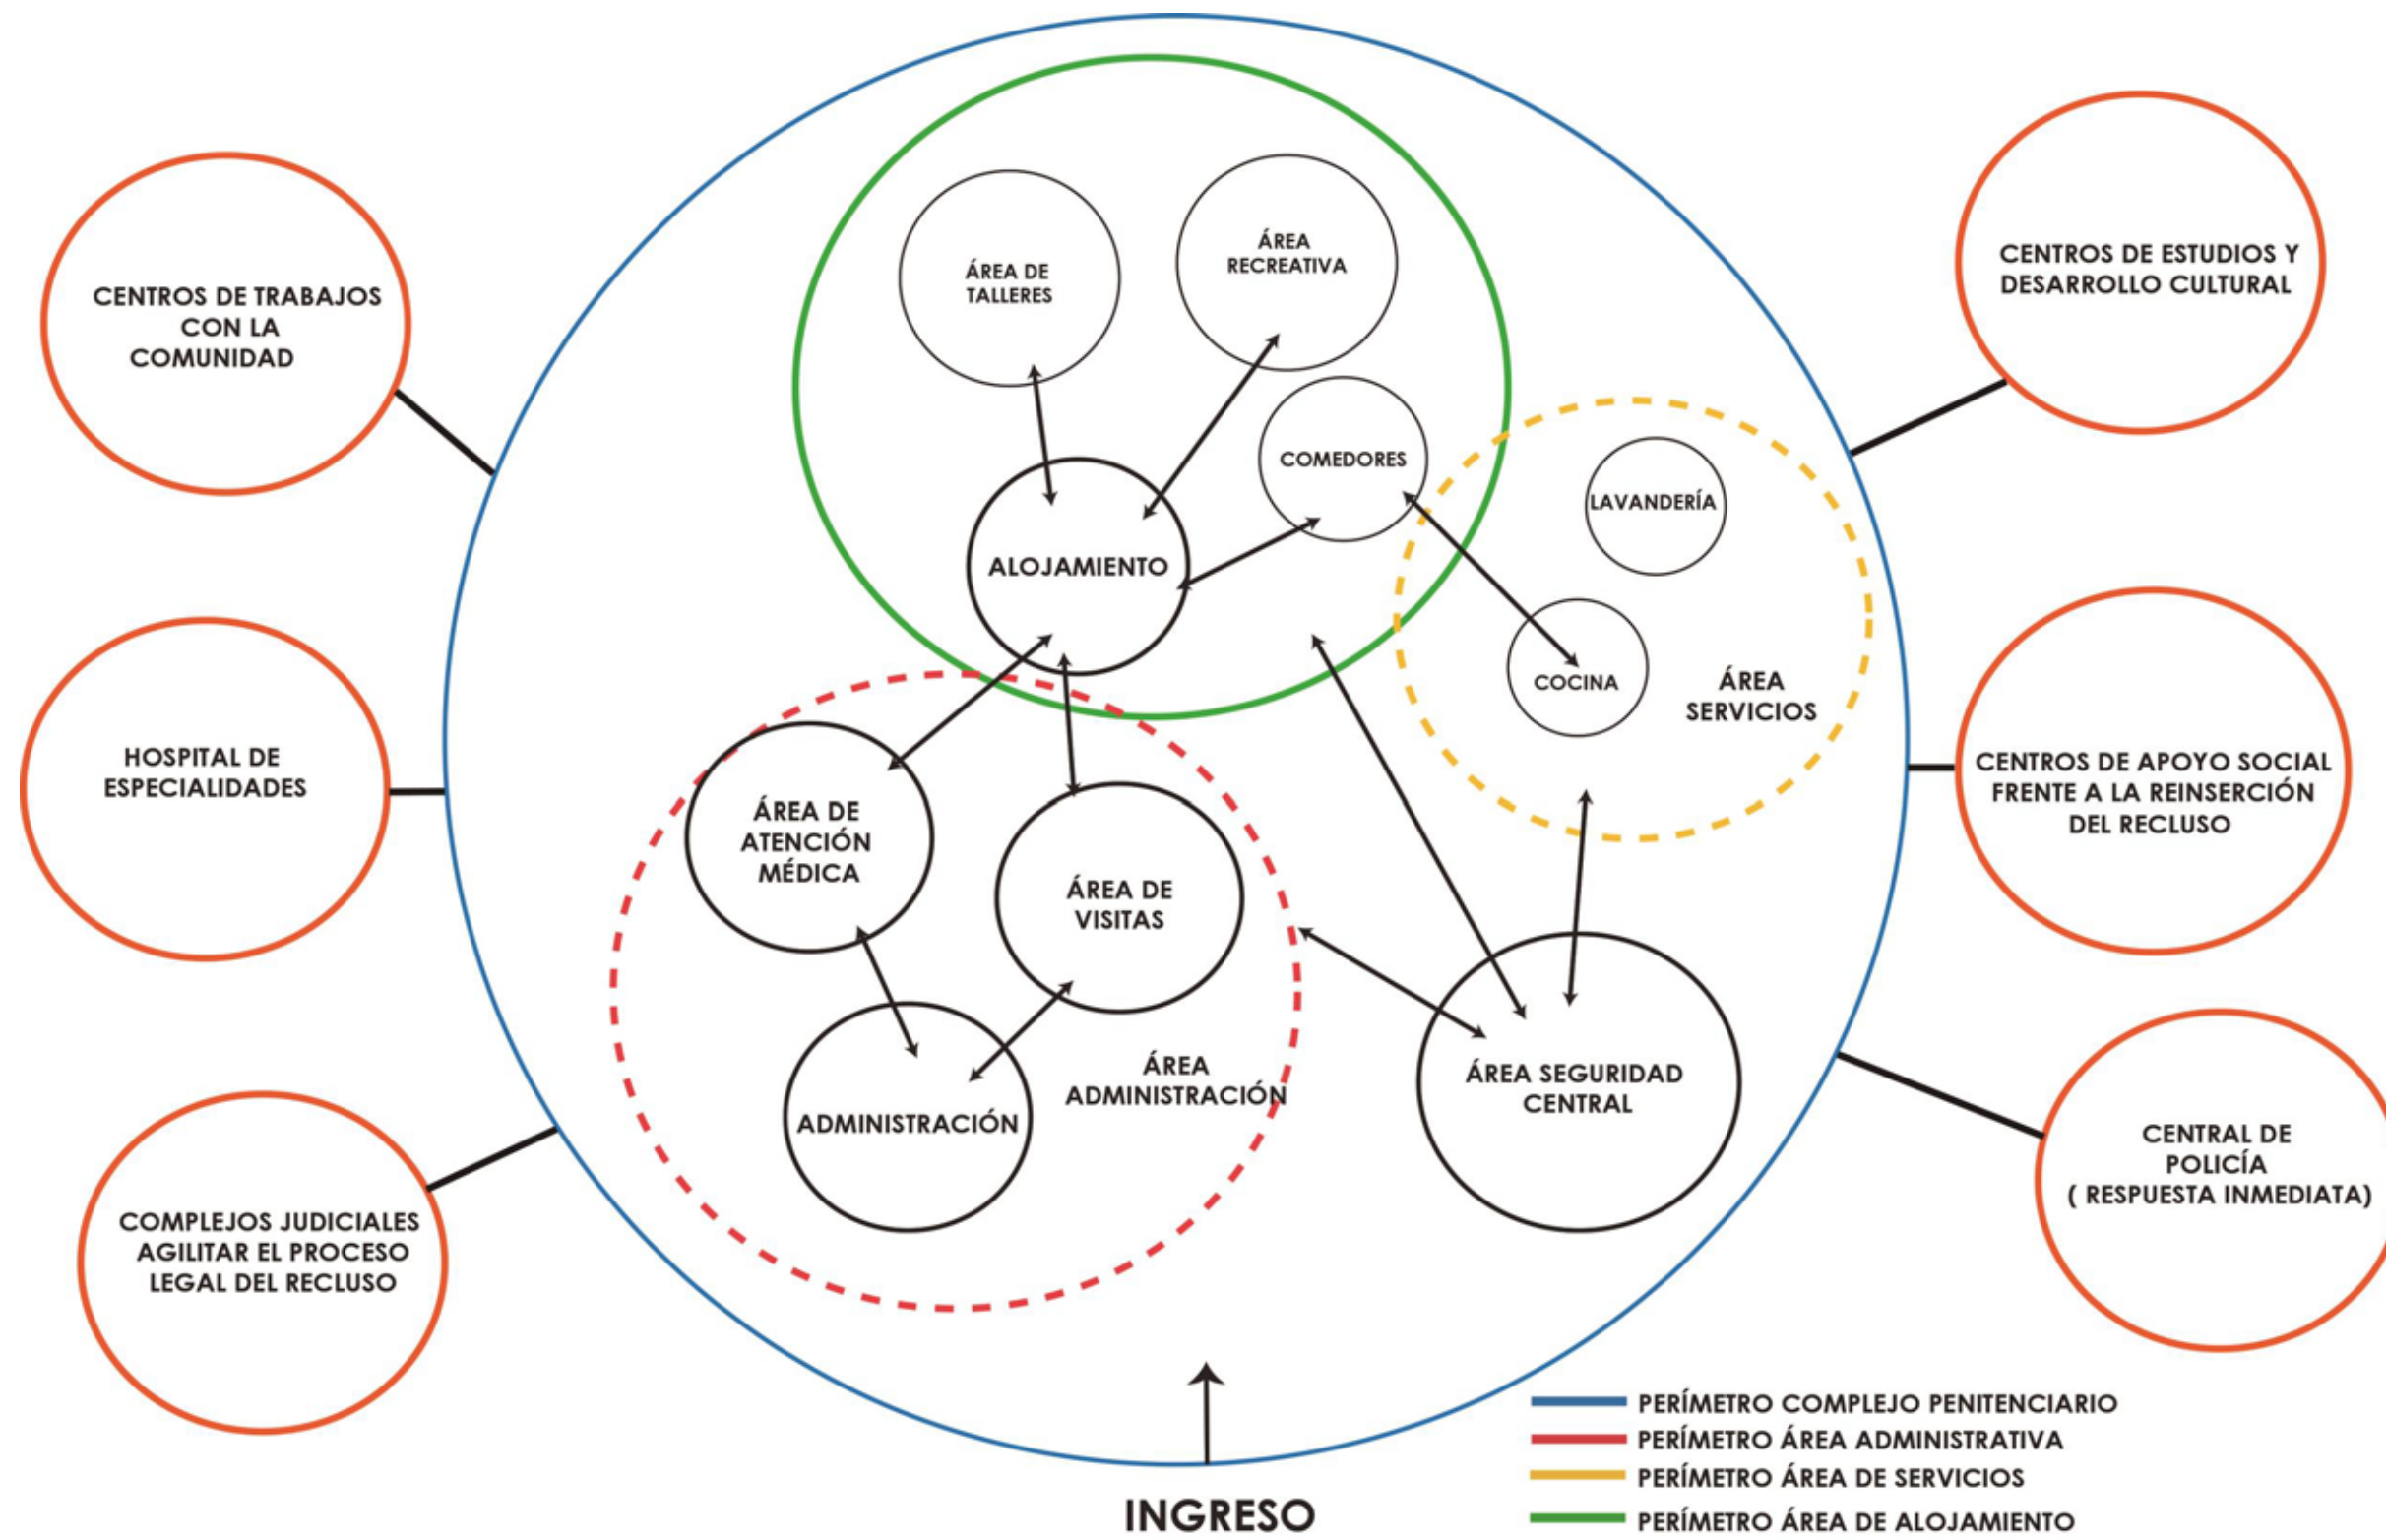 CENTROS DE TRABAJOS
CON LA
COMUNIDAD
HOSPITAL DE
ESPECIALIDADES
COMPLEJOS JUDICIALES
AGILITAR EL PROCESO
LEGAL DEL RECLUSO
ÁREA DE
TALLERES
ÁREA
RECREATIVA
COMEDORES
ALOJAMIENTO
LAVANDERÍA
COCINA
ÁREA
SERVICIOS
ÁREA DE
ATENCIÓN
MÉDICA
ÁREA DE
VISITAS
ADMINISTRACIÓN
ÁREA
ADMINISTRACIÓN
ÁREA SEGURIDAD
CENTRAL
CENTROS DE ESTUDIOS Y
DESARROLLO CULTURAL
CENTROS DE APOYO SOCIAL
FRENTE A LA REINSERCIÓN
DEL RECLUSO
CENTRAL DE
POLICÍA
( RESPUESTA INMEDIATA)
INGRESO
PERÍMETRO COMPLEJO PENITENCIARIO
PERÍMETRO ÁREA ADMINISTRATIVA
PERÍMETRO ÁREA DE SERVICIOS
PERÍMETRO ÁREA DE ALOJAMIENTO